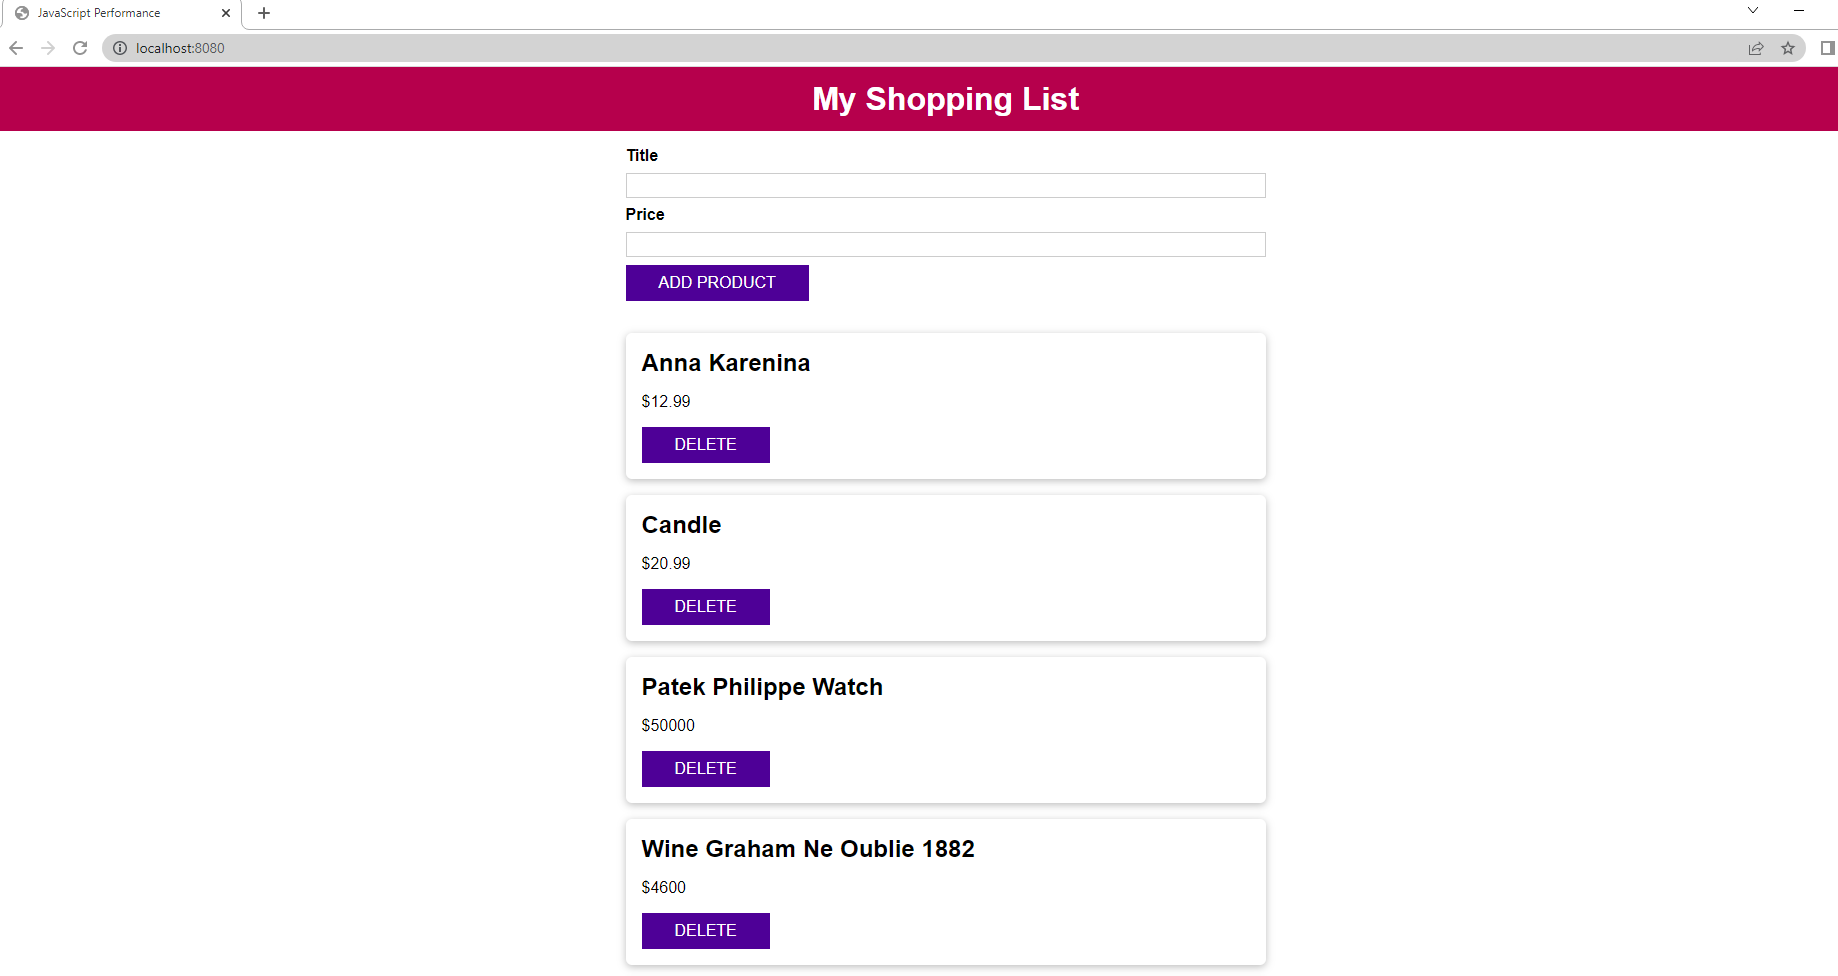 JavaScript Performance
localhost:8080
My Shopping List
Title
Price
ADD PRODUCT
Anna Karenina
$12.99
DELETE
Candle
$20.99
DELETE
Patek Philippe Watch
$50000
DELETE
Wine Graham Ne Oublie 1882
$4600
DELETE